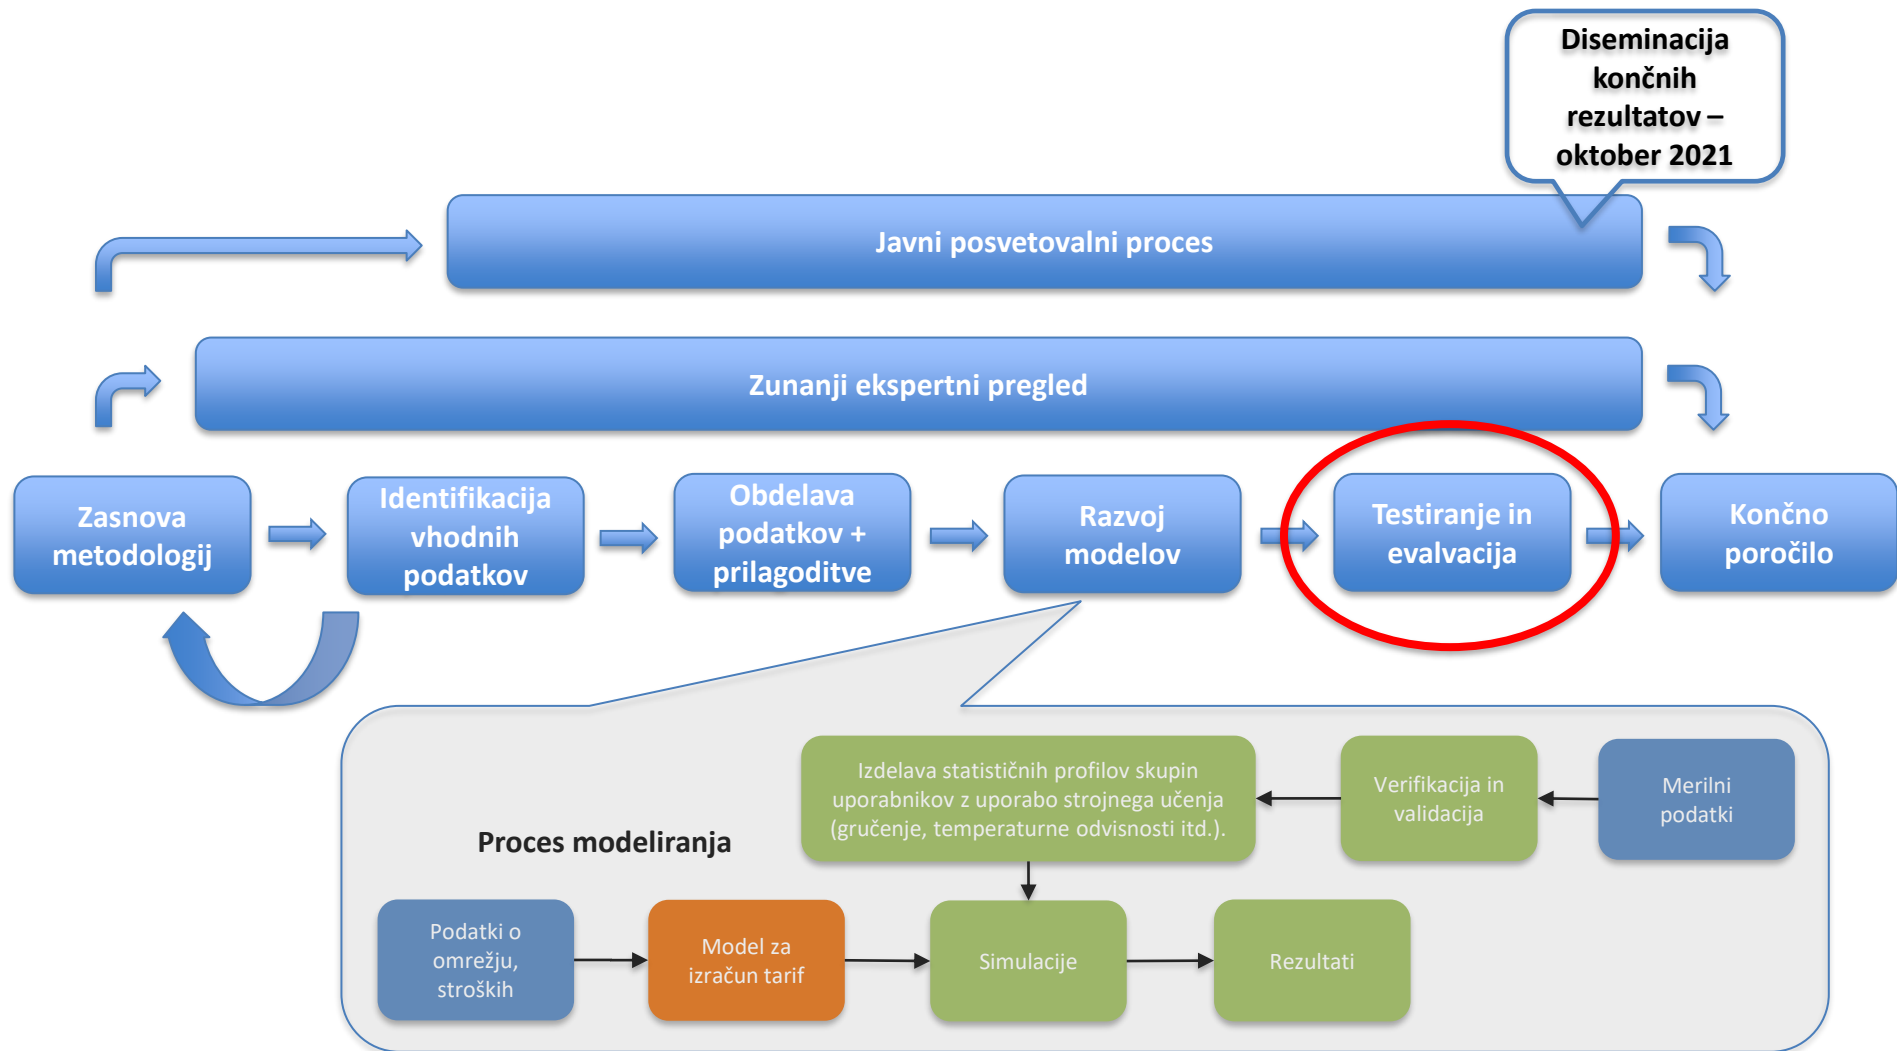 Diseminacija
končnih
rezultatov –
oktober 2021
Javni posvetovalni proces
Zunanji ekspertni pregled
Zasnova
metodologij
Identifikacija
vhodnih
podatkov
Obdelava
podatkov +
prilagoditve
Razvoj
modelov
Testiranje in
evalvacija
Končno
poročilo
Izdelava statističnih profilov skupin
uporabnikov z uporabo strojnega učenja
(gručenje, temperaturne odvisnosti itd.).
Verifikacija in
validacija
Merilni
podatki
Proces modeliranja
Podatki o
omrežju,
stroških
Model za
izračun tarif
Simulacije
Rezultati